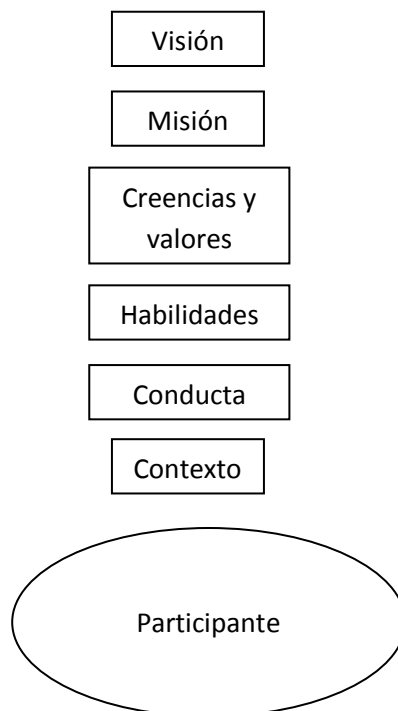 Visión
Misión
Creencias y
valores
Habilidades
Conducta
Contexto
Participante